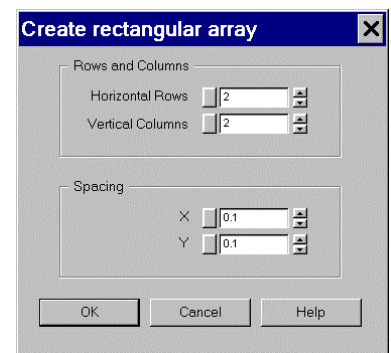 Create rectangular array
Rows and Columns
Horizontal Rows 2
Vertical Columns 2
Spacing
X 0.1
Y 0.1
OK Cancel Help